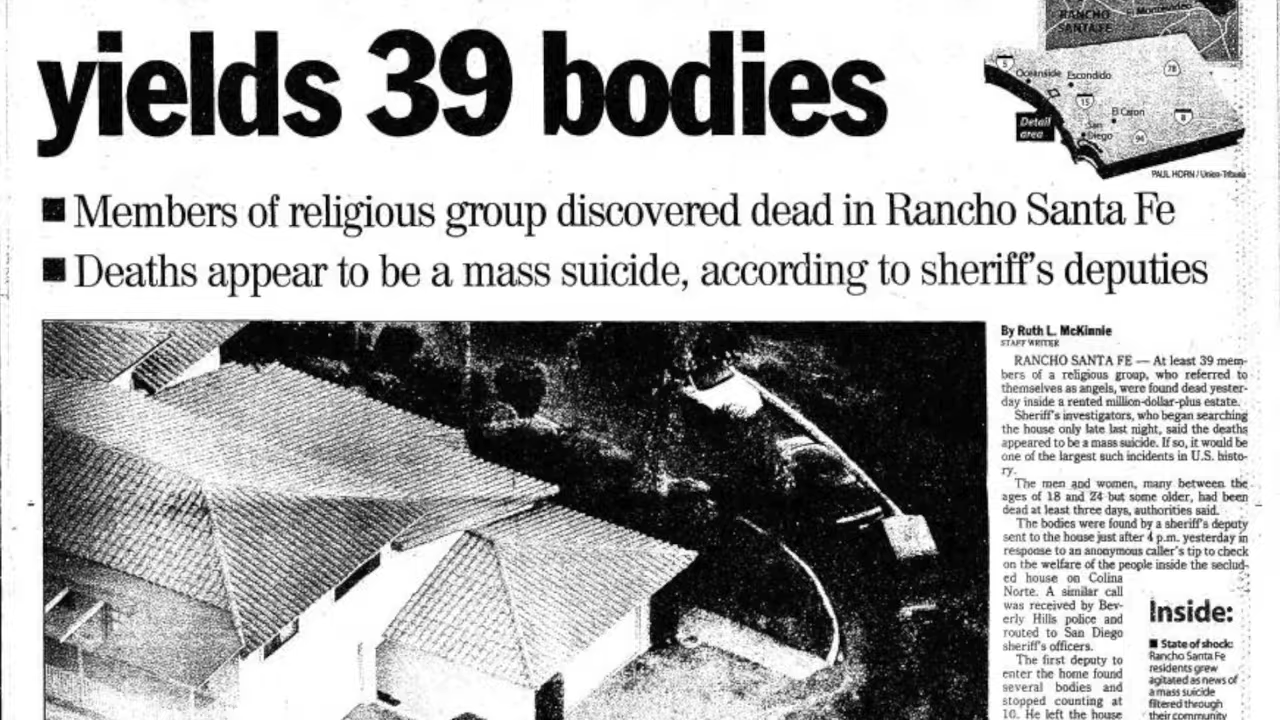 yields 39 bodies
RANCHO
SANTA FE
Montevideo
5
Oceanside
Escondido
78
15
Detail
area
El Cajon
8
San
Diego
94
PAUL HORN / Union-Tribune
■ Members of religious group discovered dead in Rancho Santa Fe
■ Deaths appear to be a mass suicide, according to sheriff's deputies
By Ruth L. McKinnie
STAFF WRITER
RANCHO SANTA FE — At least 39 mem-
bers of a religious group, who referred to
themselves as angels, were found dead yester-
day inside a rented million-dollar-plus estate.
Sheriff's investigators, who began searching
the house only late last night, said the deaths
appeared to be a mass suicide. If so, it would be
one of the largest such incidents in U.S. histo-
ry.
The men and women, many between the
ages of 18 and 24 but some older, had been
dead at least three days, authorities said.
The bodies were found by a sheriff's deputy
sent to the house just after 4 p.m. yesterday in
response to an anonymous caller's tip to check
on the welfare of the people inside the seclud-
ed house on Colina
Norte. A similar call
was received by Bev-
erly Hills police and
routed to San Diego
sheriff's officers.
The first deputy to
enter the home found
several bodies and
stopped counting at
10. He left the house
Inside:
■ State of shock:
Rancho Santa Fe
residents grew
agitated as news of
a mass suicide
filtered through
their community